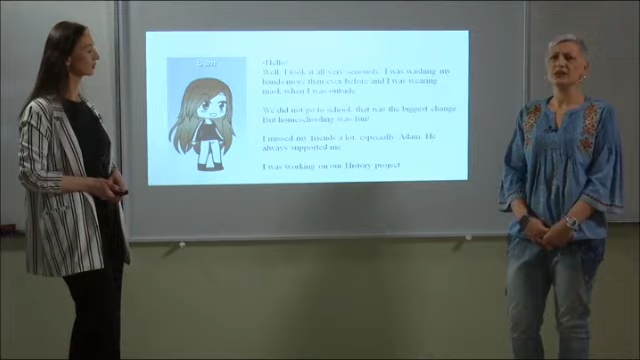 Sam
-Hello!
Well, I took it all very seriously. I was washing my
hands more than ever before and I was wearing
mask when I was outside.
We did not go to school, that was the biggest change.
But homeschooling was fun!
I missed my friends a lot, especially Adam. He
always supported me.
I was working on our History project